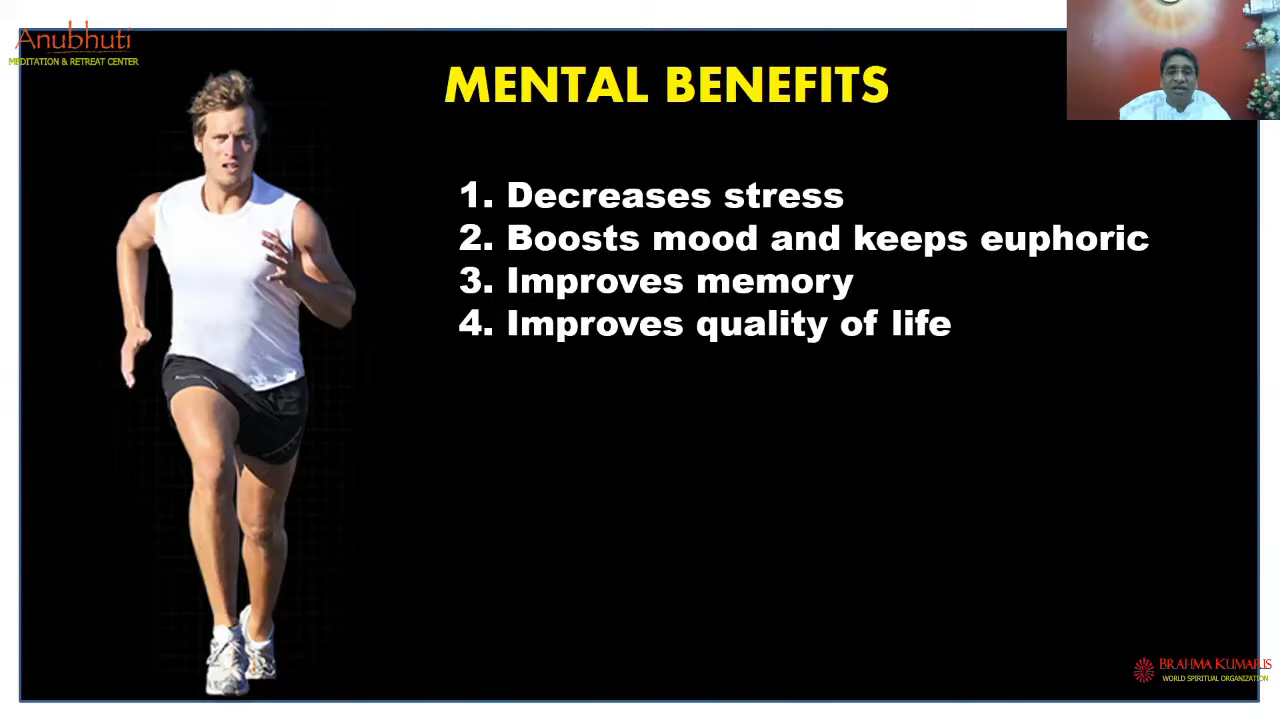 Anubhuti
MEDITATION & RETREAT CENTER
MENTAL BENEFITS
1. Decreases stress
2. Boosts mood and keeps euphoric
3. Improves memory
4. Improves quality of life
BRAHMA KUMARIS
WORLD SPIRITUAL ORGANIZATION